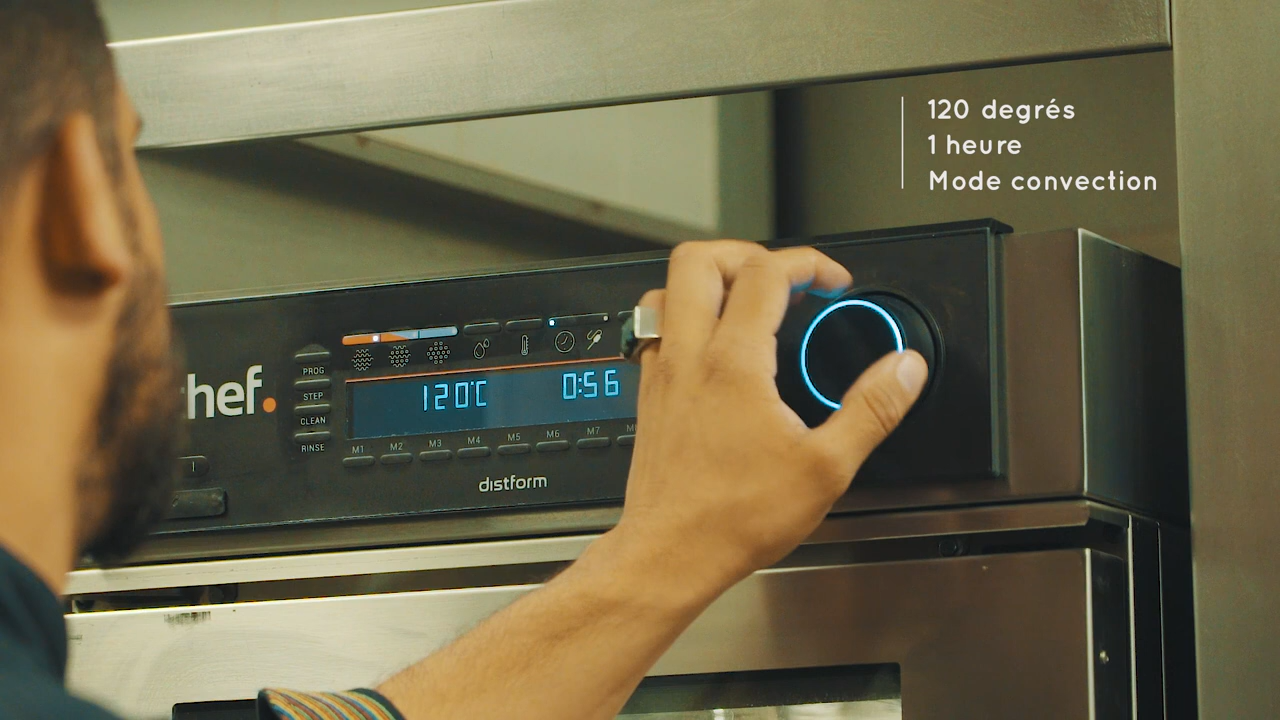 120 degrés
1 heure
Mode convection
chef.
PROG
STEP
CLEAN
RINSE
120°C
0:56
M1 M2 M3 M4 M5 M6 M7
distform